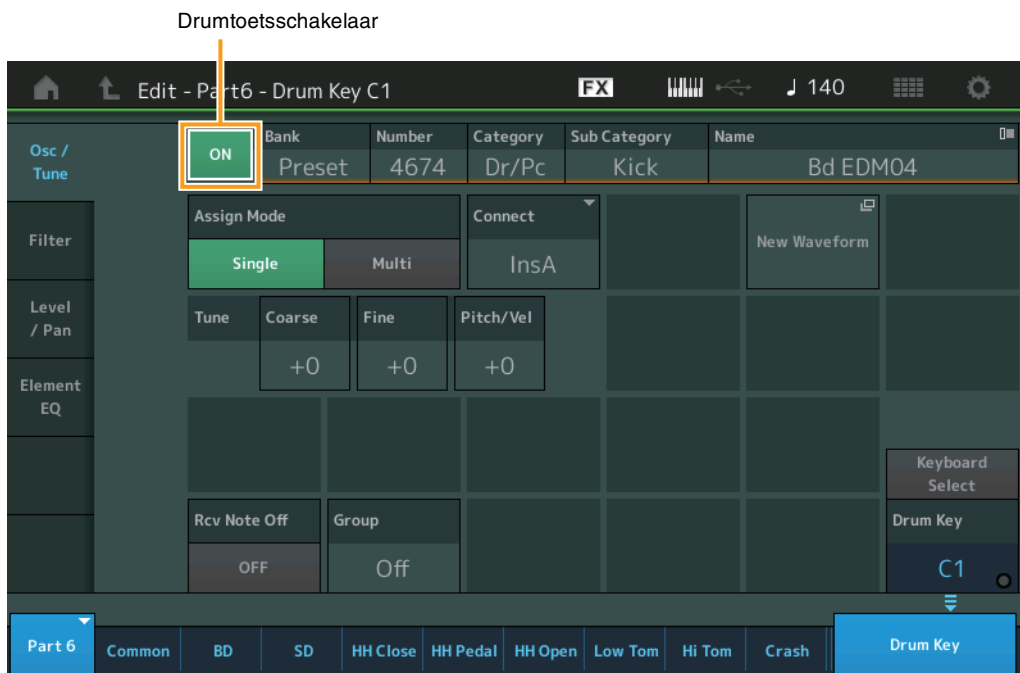 Drumtoetsschakelaar
Edit - Part6 - Drum Key C1
FX
140
Osc / Tune
ON
Bank
Preset
Number
4674
Category
Dr/Pc
Sub Category
Kick
Name
Bd EDM04
Filter
Assign Mode
Single
Multi
Connect
InsA
New Waveform
Level / Pan
Tune
Coarse
+0
Fine
+0
Pitch/Vel
+0
Element EQ
Keyboard Select
Rcv Note Off
OFF
Group
Off
Drum Key
C1
Part 6
Common
BD
SD
HH Close
HH Pedal
HH Open
Low Tom
Hi Tom
Crash
Drum Key